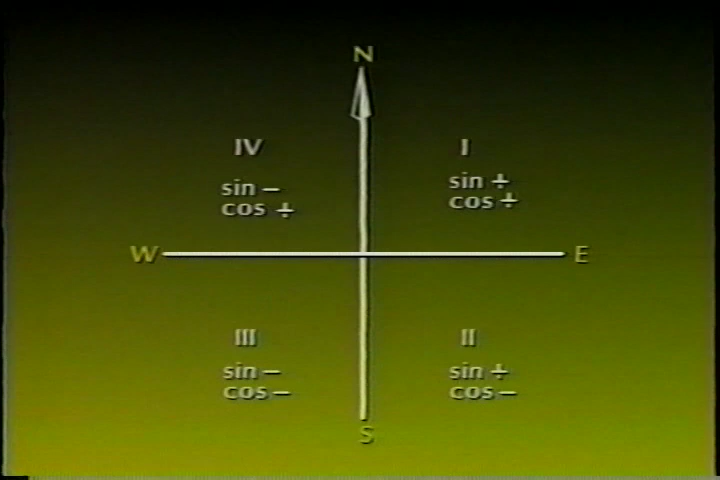 N
IV
sin –
cos +
I
sin +
cos +
W
E
III
sin –
cos –
II
sin +
cos –
S